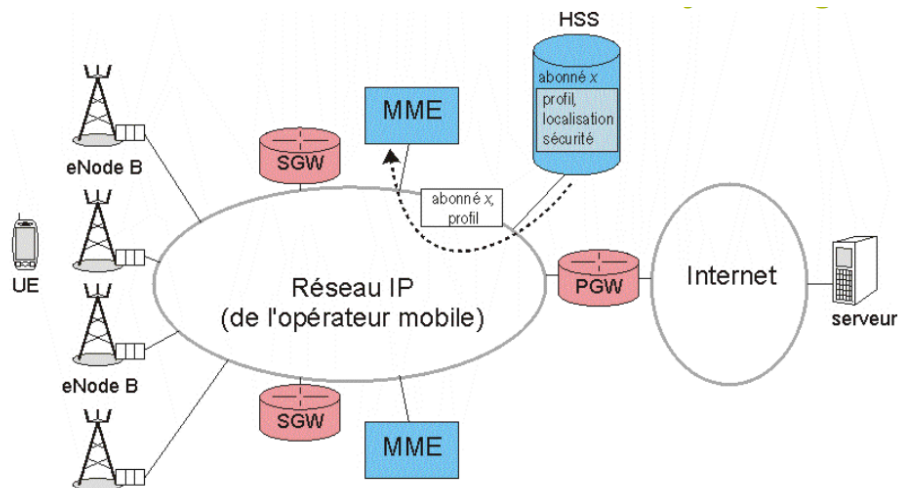 HSS
abonné x
profil,
localisation
sécurité
MME
SGW
eNode B
abonné x,
profil
UE
Réseau IP
(de l'opérateur mobile)
PGW
Internet
serveur
eNode B
SGW
MME